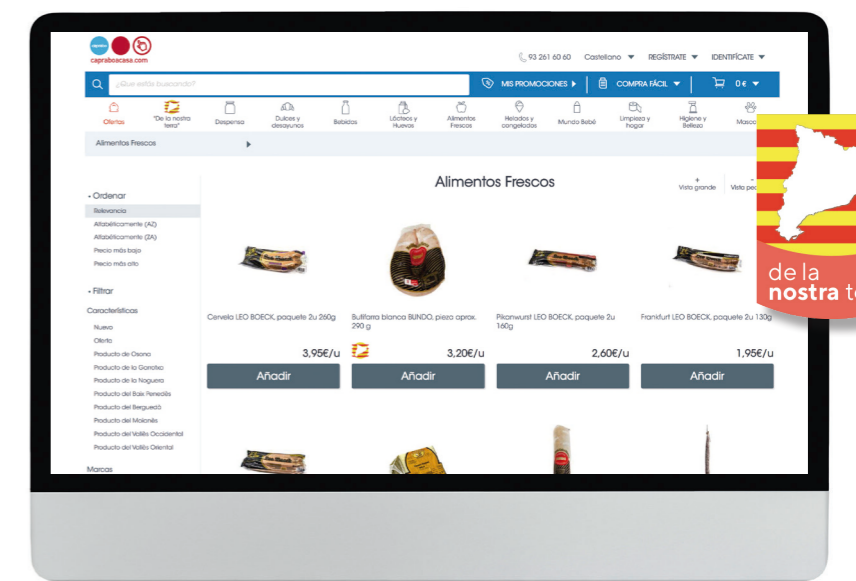 caprabo
capraboacasa.com
93 261 60 60 Castellano REGÍSTRATE IDENTIFÍCATE
¿Qué estás buscando?
MIS PROMOCIONES
COMPRA FÁCIL
0 €
Ofertas
"De la nostra terra"
Despensa
Dulces y desayunos
Bebidas
Lácteos y Huevos
Alimentos Frescos
Helados y congelados
Mundo Bebé
Limpieza y hogar
Higiene y Belleza
Masco
Alimentos Frescos
Alimentos Frescos
+ Vista grande
- Vista pe
- Ordenar
Relevancia
Alfabéticamente (AZ)
Alfabéticamente (ZA)
Precio más bajo
Precio más alto
- Filtrar
Características
Nuevo
Oferta
Producto de Osona
Producto de la Garrotxa
Producto de la Noguera
Producto del Baix Penedès
Producto del Berguedà
Producto del Moianès
Producto del Vallès Occidental
Producto del Vallès Oriental
Marcas
Cervela LEO BOECK, paquete 2u 260g
3,95€/u
Añadir
Butifarra blanca BUNDO, pieza aprox.
290 g
3,20€/u
Añadir
Pikanwurst LEO BOECK, paquete 2u
160g
2,60€/u
Añadir
Frankfurt LEO BOECK, paquete 2u 130g
1,95€/u
Añadir
de la
nostra te